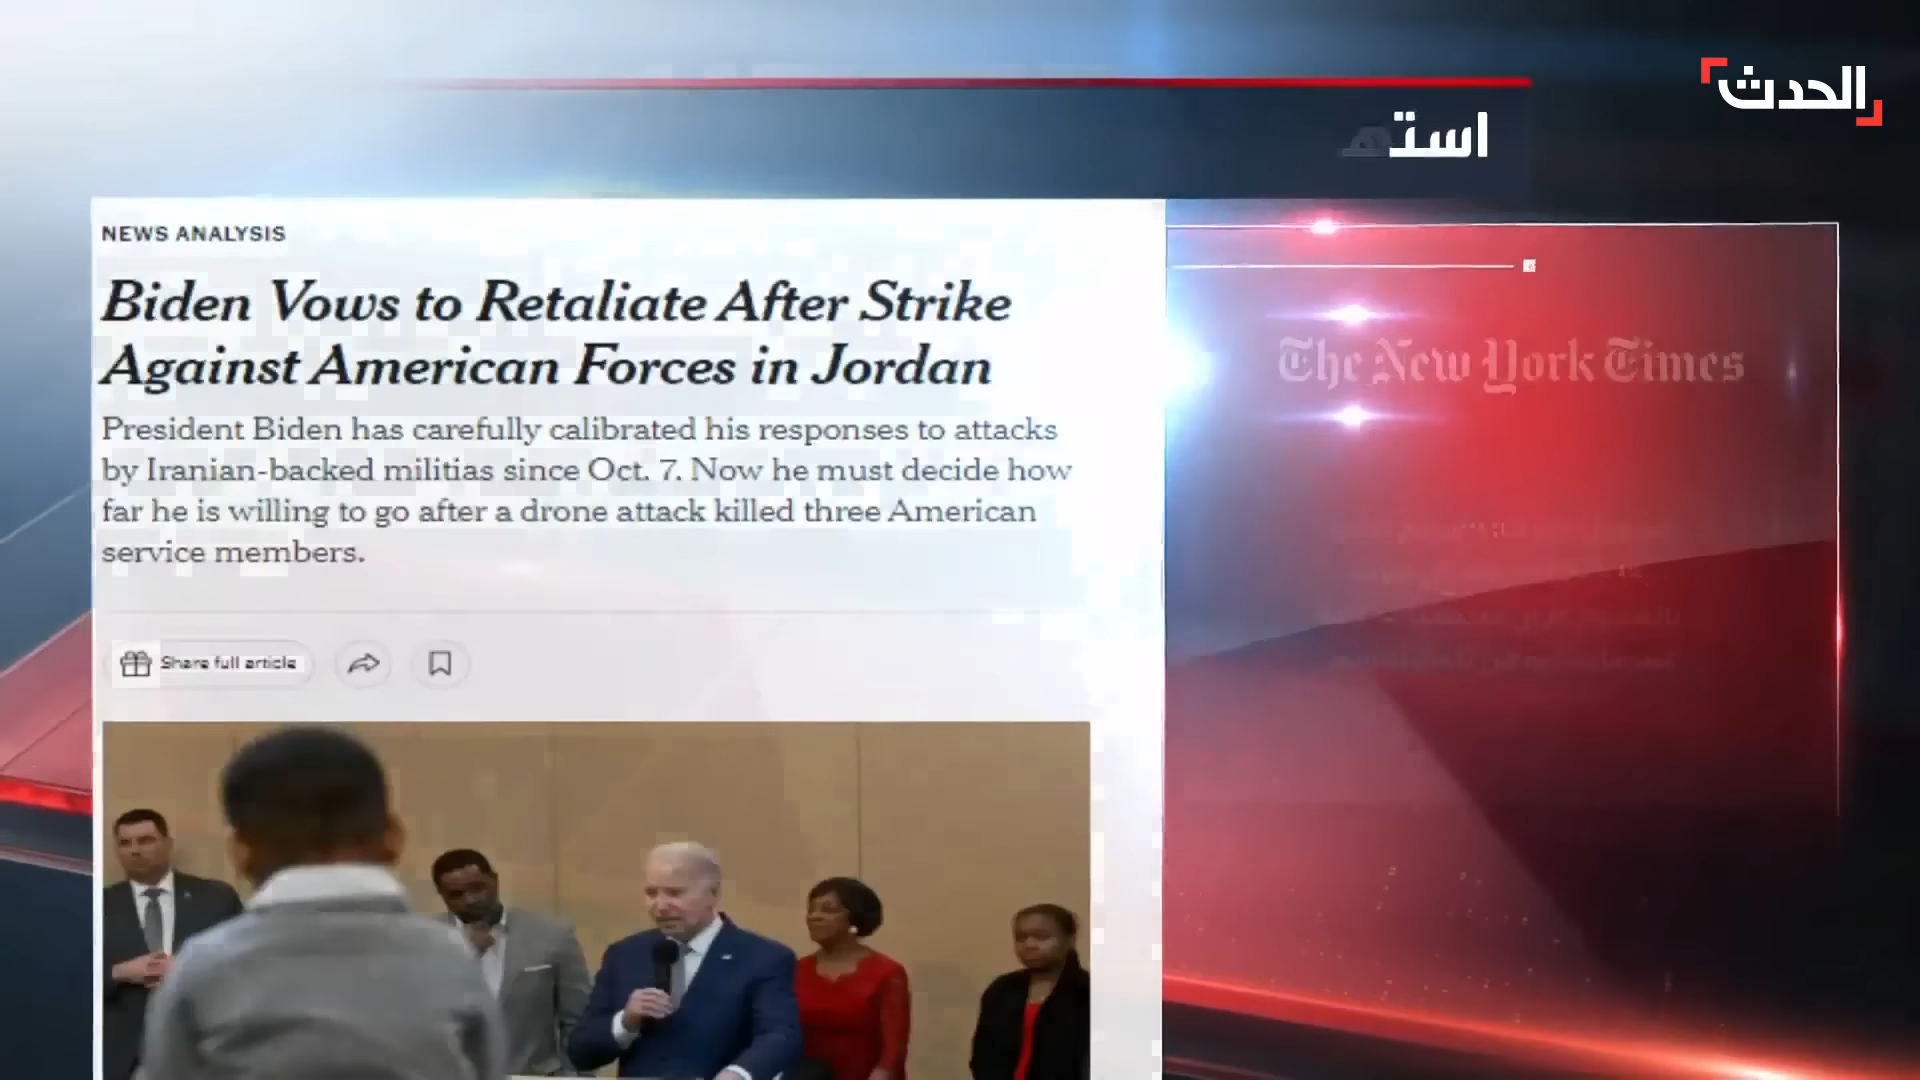 الحدث
است
NEWS ANALYSIS
Biden Vows to Retaliate After Strike
Against American Forces in Jordan
President Biden has carefully calibrated his responses to attacks
by Iranian-backed militias since Oct. 7. Now he must decide how
far he is willing to go after a drone attack killed three American
service members.
Share full article
The New York Times